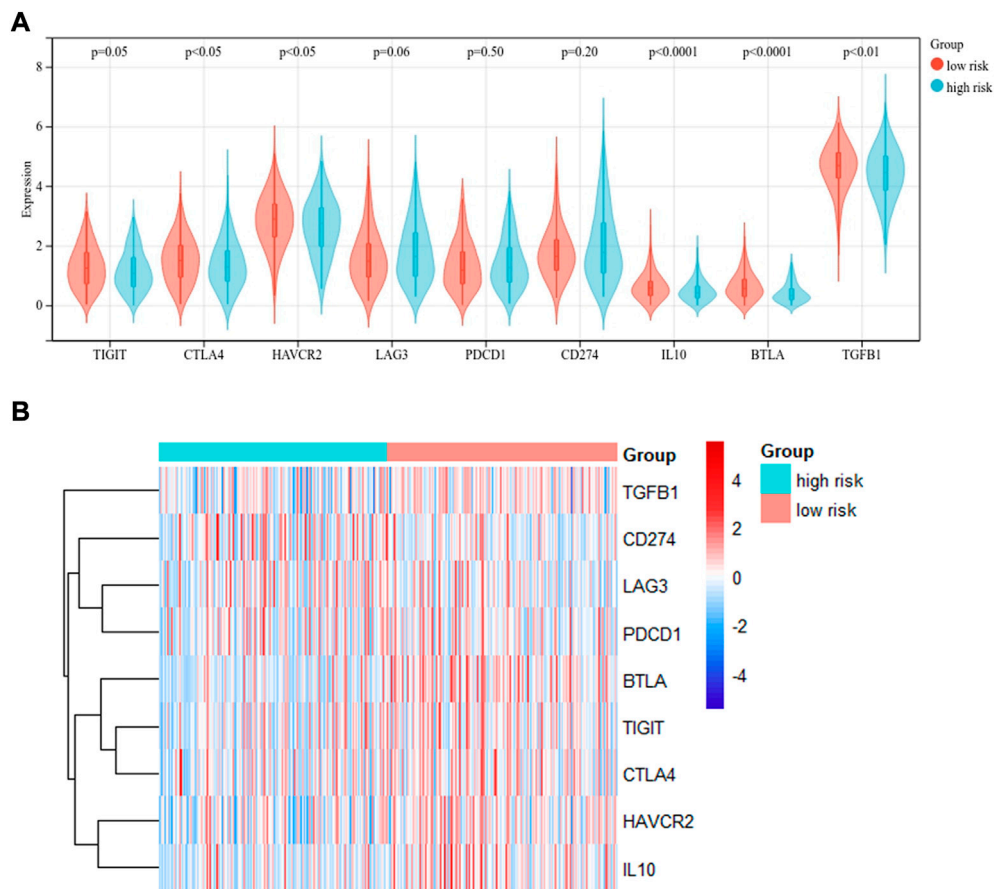 A
p=0.05 p<0.05 p<0.05 p=0.06 p=0.50 p=0.20 p<0.0001 p<0.0001 p<0.01
Group
low risk
high risk
Expression
8
6
4
2
0
TIGIT CTLA4 HAVCR2 LAG3 PDCD1 CD274 IL10 BTLA TGFB1
B
Group
TGFB1
CD274
LAG3
PDCD1
BTLA
TIGIT
CTLA4
HAVCR2
IL10
4
2
0
-2
-4
Group
high risk
low risk